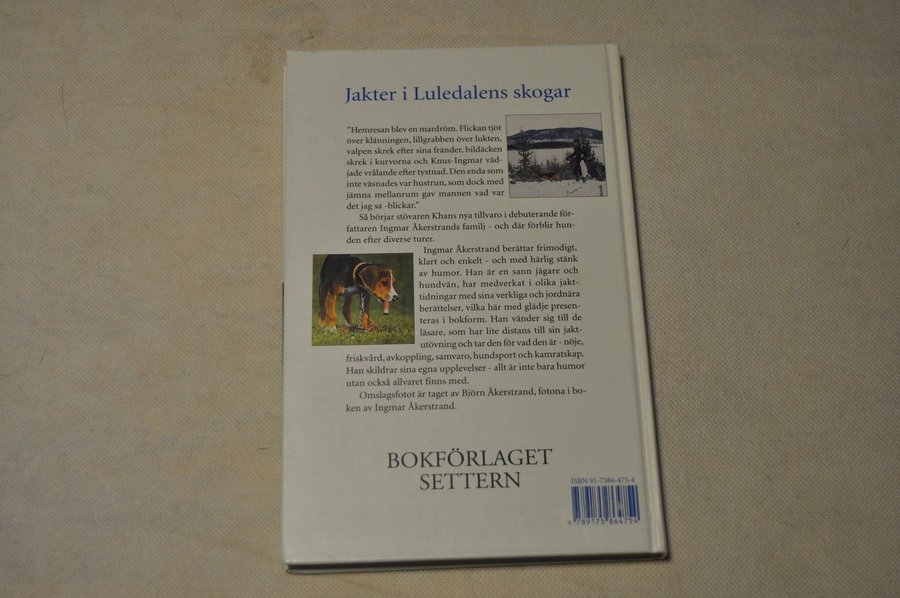 Jakter i Luledalens skogar
"Hemresan blev en mardröm. Flickan tjöt
över klänningen, lillgrabben över lukten,
valpen skrek efter sina fränder, bildäcken
skrek i kurvorna och Knus-Ingmar väd-
jade vrålande efter tystnad. Den enda som
inte väsnades var hustrun, som dock med
jämna mellanrum gav mannen vad var
det jag sa -blickar."
Så börjar stövaren Khans nya tillvaro i debuterande för-
fattaren Ingmar Åkerstrands familj - och där förblir hun-
den efter diverse turer.
Ingmar Åkerstrand berättar frimodigt,
klart och enkelt - och med härlig stänk
av humor. Han är en sann jägare och
hundvän, har medverkat i olika jakt-
tidningar med sina verkliga och jordnära
berättelser, vilka här med glädje presen-
teras i bokform. Han vänder sig till de
läsare, som har lite distans till sin jakt-
utövning och tar den för vad den är - nöje,
friskvård, avkoppling, samvaro, hundsport och kamratskap.
Han skildrar sina egna upplevelser - allt är inte bara humor
utan också allvaret finns med.
Omslagsfotot är taget av Björn Åkerstrand, fotona i bo-
ken av Ingmar Åkerstrand.
BOKFÖRLAGET
SETTERN
ISBN 91-7586-475-4
9 789175 864754